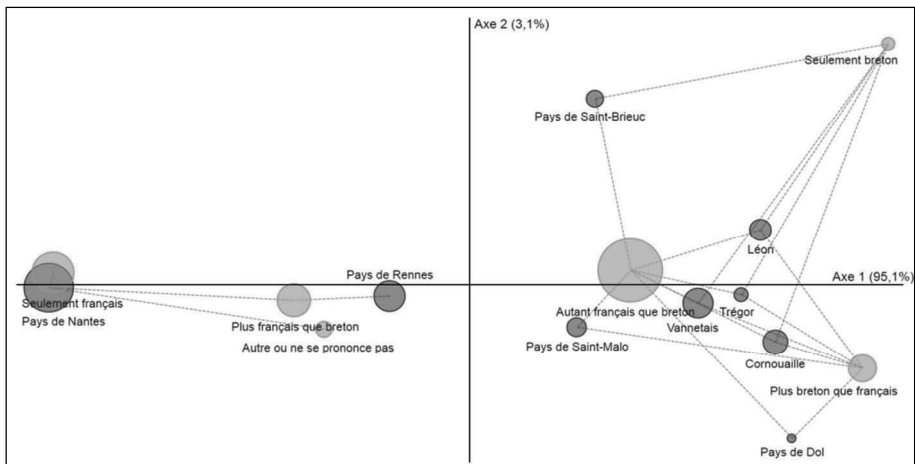 Axe 2 (3,1%)
Seulement breton
Pays de Saint-Brieuc
Léon
Pays de Rennes
Axe 1 (95,1%)
Seulement français
Pays de Nantes
Plus français que breton
Autre ou ne se prononce pas
Autant français que breton
Trégor
Vannetais
Pays de Saint-Malo
Cornouaille
Plus breton que français
Pays de Dol